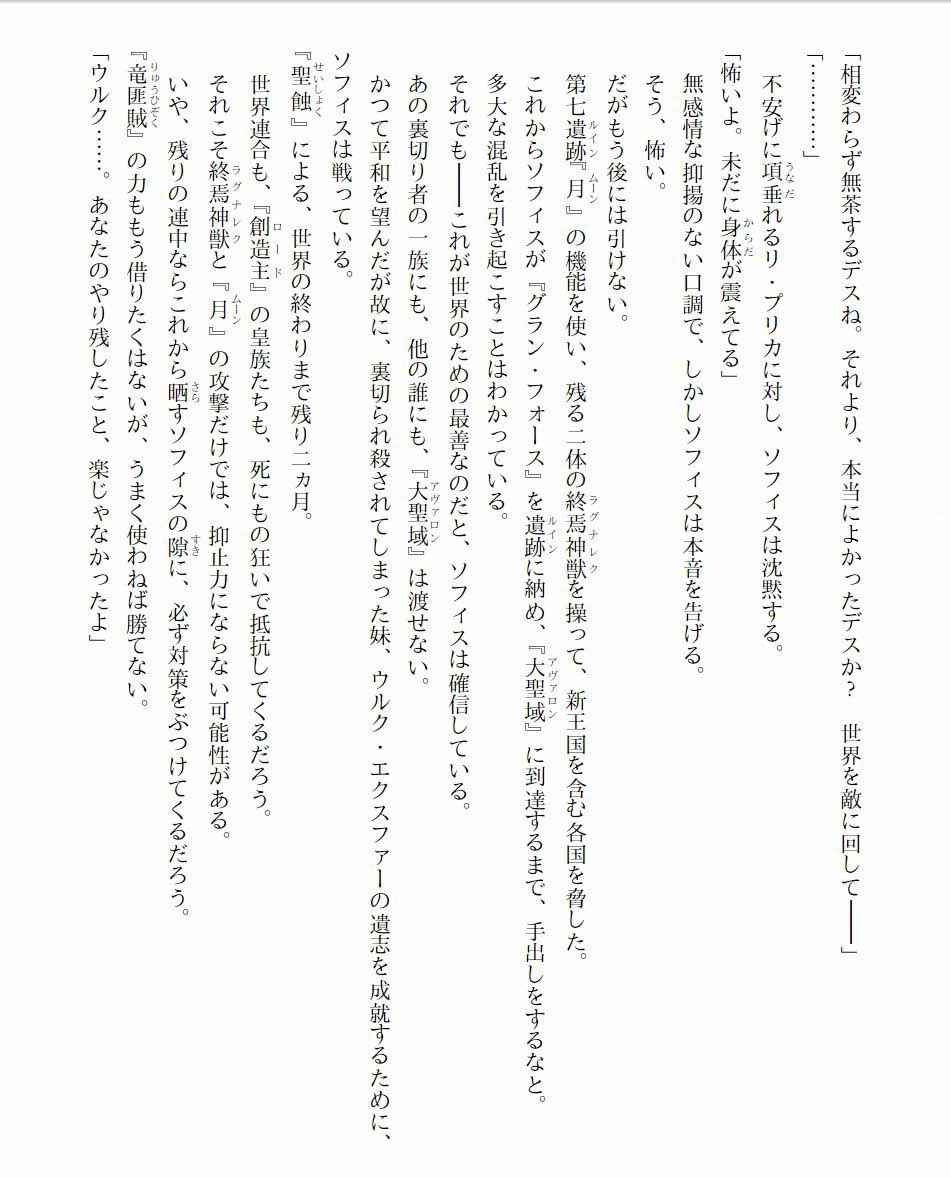 「相変わらず無茶するデスね。それより、本当によかったデスか？　世界を敵に回して――」
「…………」
　不安げに項垂れるリ・プリカに対し、ソフィスは沈黙する。
「怖いよ。未だに身体が震えてる」
　無感情な抑揚のない口調で、しかしソフィスは本音を告げる。
　そう、怖い。
　だがもう後には引けない。
　第七遺跡『月』の機能を使い、残る二体の終焉神獣を操って、新王国を含む各国を脅した。
　これからソフィスが『グラン・フォース』を遺跡に納め、『大聖域』に到達するまで、手出しをするなと。
　多大な混乱を引き起こすことはわかっている。
　それでも――これが世界のための最善なのだと、ソフィスは確信している。
　あの裏切り者の一族にも、他の誰にも、『大聖域』は渡せない。
　かつて平和を望んだが故に、裏切られ殺されてしまった妹、ウルク・エクスファーの遺志を成就するために、
ソフィスは戦っている。
『聖蝕』による、世界の終わりまで残り二カ月。
　世界連合も、『創造主』の皇族たちも、死にもの狂いで抵抗してくるだろう。
　それこそ終焉神獣と『月』の攻撃だけでは、抑止力にならない可能性がある。
　いや、残りの連中ならこれから晒すソフィスの隙に、必ず対策をぶつけてくるだろう。
『竜匪賊』の力ももう借りたくはないが、うまく使わねば勝てない。
「ウルク……。あなたのやり残したこと、楽じゃなかったよ」